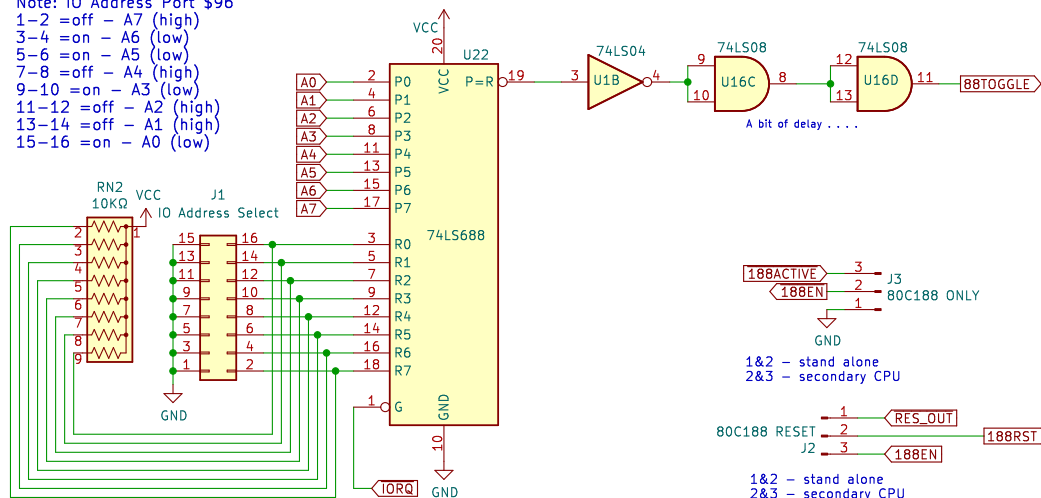 Note: IO Address Port $96
1-2 =off - A7 (high)
3-4 =on - A6 (low)
5-6 =on - A5 (low)
7-8 =off - A4 (high)
9-10 =on - A3 (low)
11-12 =off - A2 (high)
13-14 =off - A1 (high)
15-16 =on - A0 (low)
RN2
10KΩ
VCC
1
2
3
4
5
6
7
8
9
J1
IO Address Select
15 16
13 14
11 12
9 10
7 8
5 6
3 4
1 2
GND
VCC
20
U22
VCC
A0 2 P0 P=R 19
A1 4 P1
A2 6 P2
A3 8 P3
A4 11 P4
A5 13 P5
A6 15 P6
A7 17 P7
74LS688
3 R0
5 R1
7 R2
9 R3
12 R4
14 R5
16 R6
18 R7
1 G
GND
10
GND
IORQ
74LS04
3 U1B 4
74LS08
9
10
U16C
8
74LS08
12
13
U16D
11
88TOGGLE
A bit of delay . . . .
188ACTIVE 3
188EN 2
1
J3
80C188 ONLY
GND
1&2 - stand alone
2&3 - secondary CPU
80C188 RESET
J2
1 RES_OUT
2 188RST
3 188EN
1&2 - stand alone
2&3 - secondary CPU